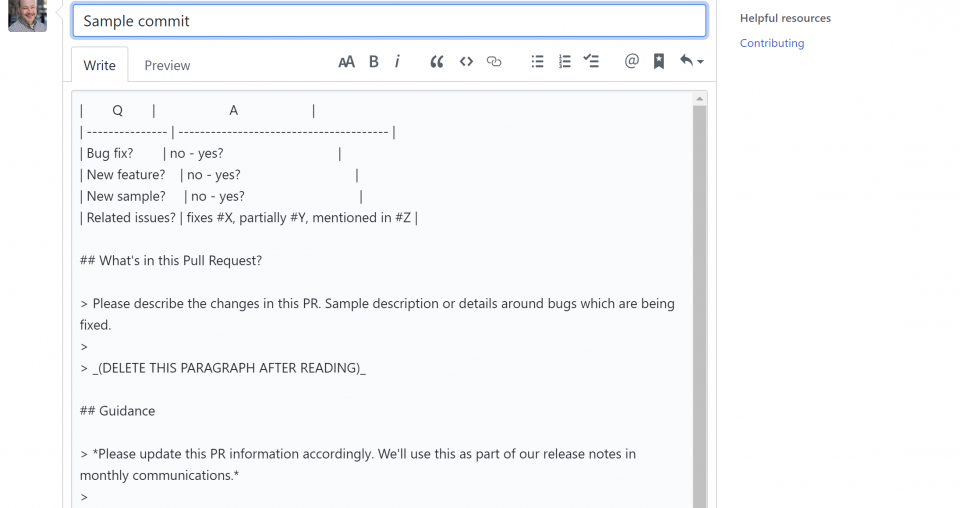 Sample commit
Helpful resources
Contributing
Write Preview
| Q | A |
| --------------- | --------------------------------------- |
| Bug fix? | no - yes? |
| New feature? | no - yes? |
| New sample? | no - yes? |
| Related issues? | fixes #X, partially #Y, mentioned in #Z |
## What's in this Pull Request?
> Please describe the changes in this PR. Sample description or details around bugs which are being
fixed.
>
> _(DELETE THIS PARAGRAPH AFTER READING)_
## Guidance
> *Please update this PR information accordingly. We'll use this as part of our release notes in
monthly communications.*
>